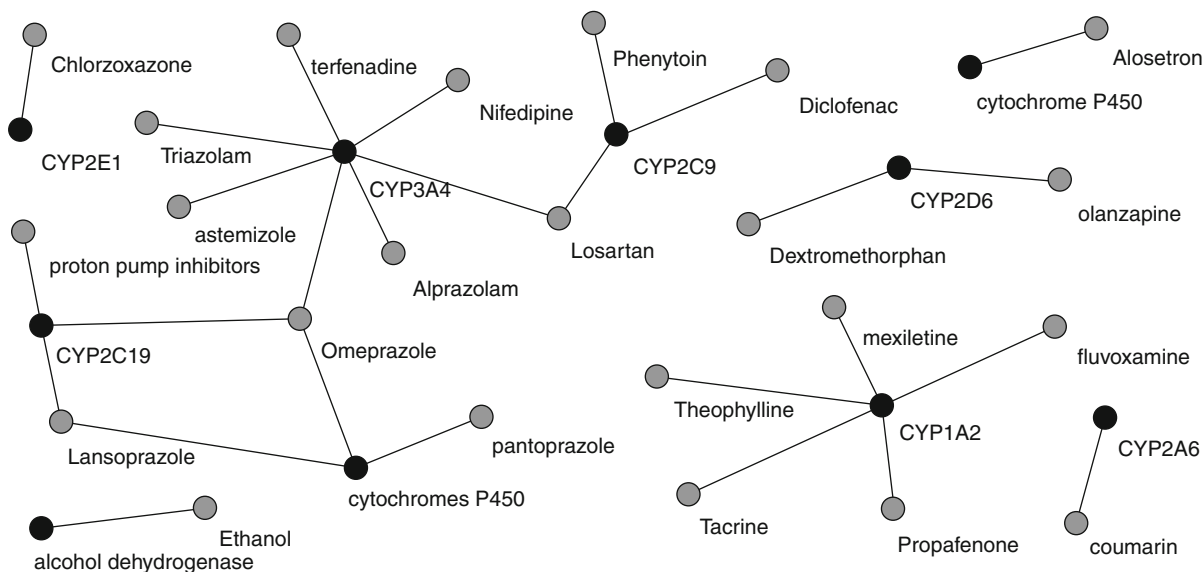 Chlorzoxazone
terfenadine
Phenytoin
Alosetron
Nifedipine
Diclofenac
cytochrome P450
CYP2E1
Triazolam
CYP3A4
CYP2C9
CYP2D6
olanzapine
astemizole
Losartan
Dextromethorphan
proton pump inhibitors
Alprazolam
mexiletine
fluvoxamine
CYP2C19
Omeprazole
Theophylline
CYP1A2
CYP2A6
Lansoprazole
pantoprazole
cytochromes P450
Tacrine
Propafenone
coumarin
Ethanol
alcohol dehydrogenase